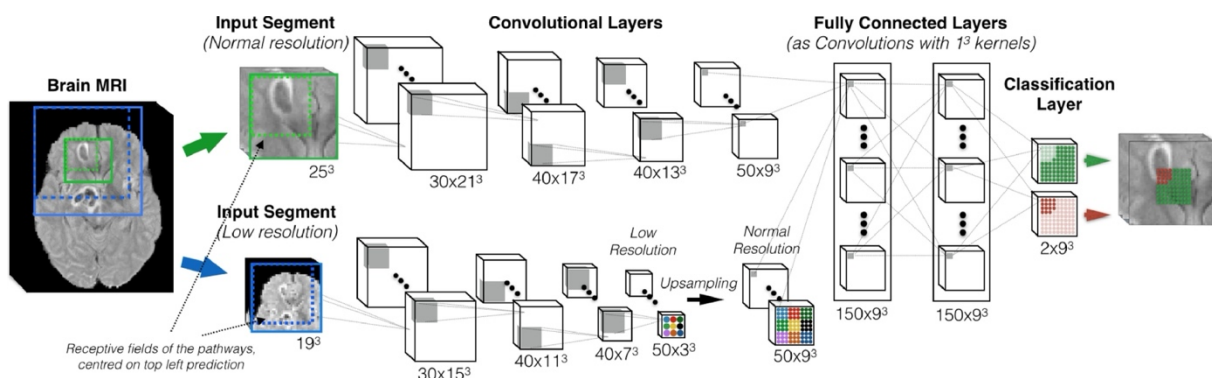 Brain MRI
Input Segment
(Normal resolution)
25³
Convolutional Layers
30x21³
40x17³
40x13³
50x9³
Fully Connected Layers
(as Convolutions with 1³ kernels)
150x9³
150x9³
Classification
Layer
2x9³
Input Segment
(Low resolution)
19³
30x15³
40x11³
40x7³
Low
Resolution
50x3³
Upsampling
Normal
Resolution
50x9³
Receptive fields of the pathways,
centred on top left prediction